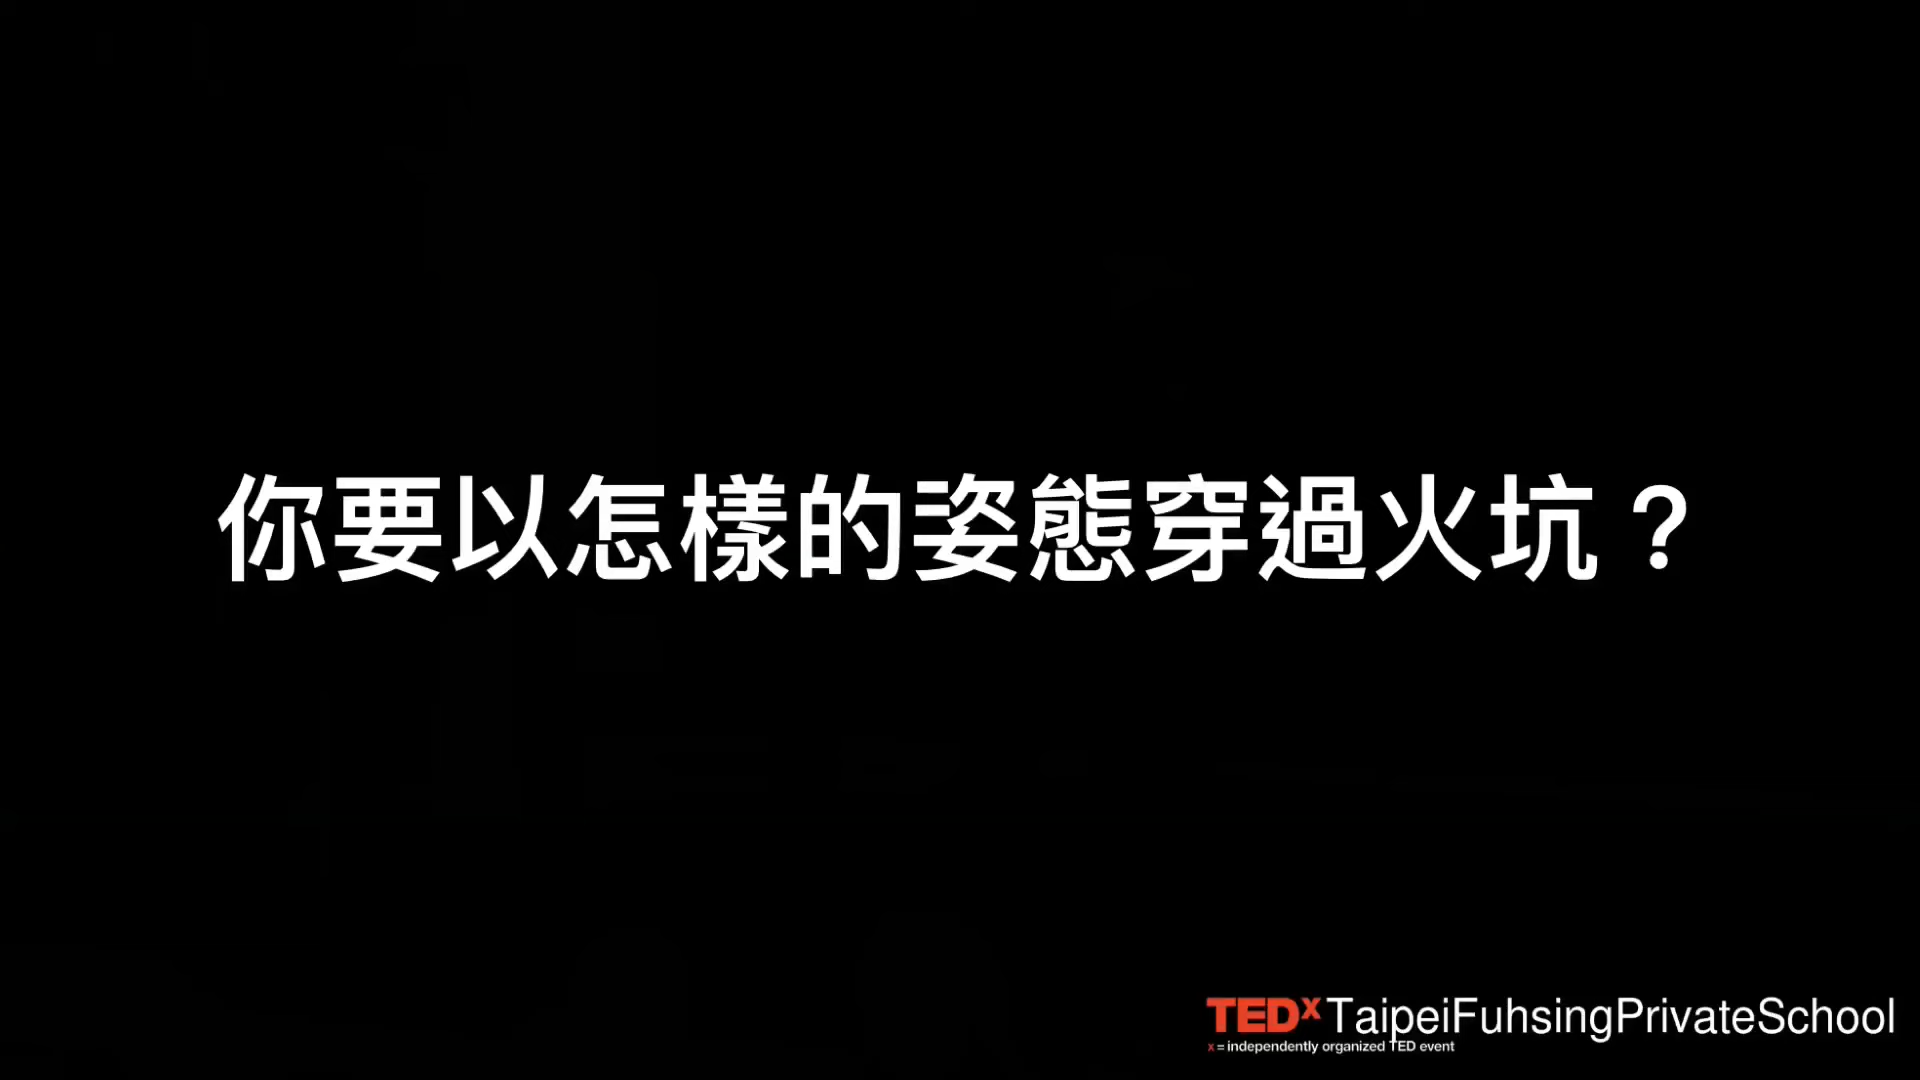 你要以怎樣的姿態穿過火坑？
TEDxTaipeiFuhsingPrivateSchool
x = independently organized TED event